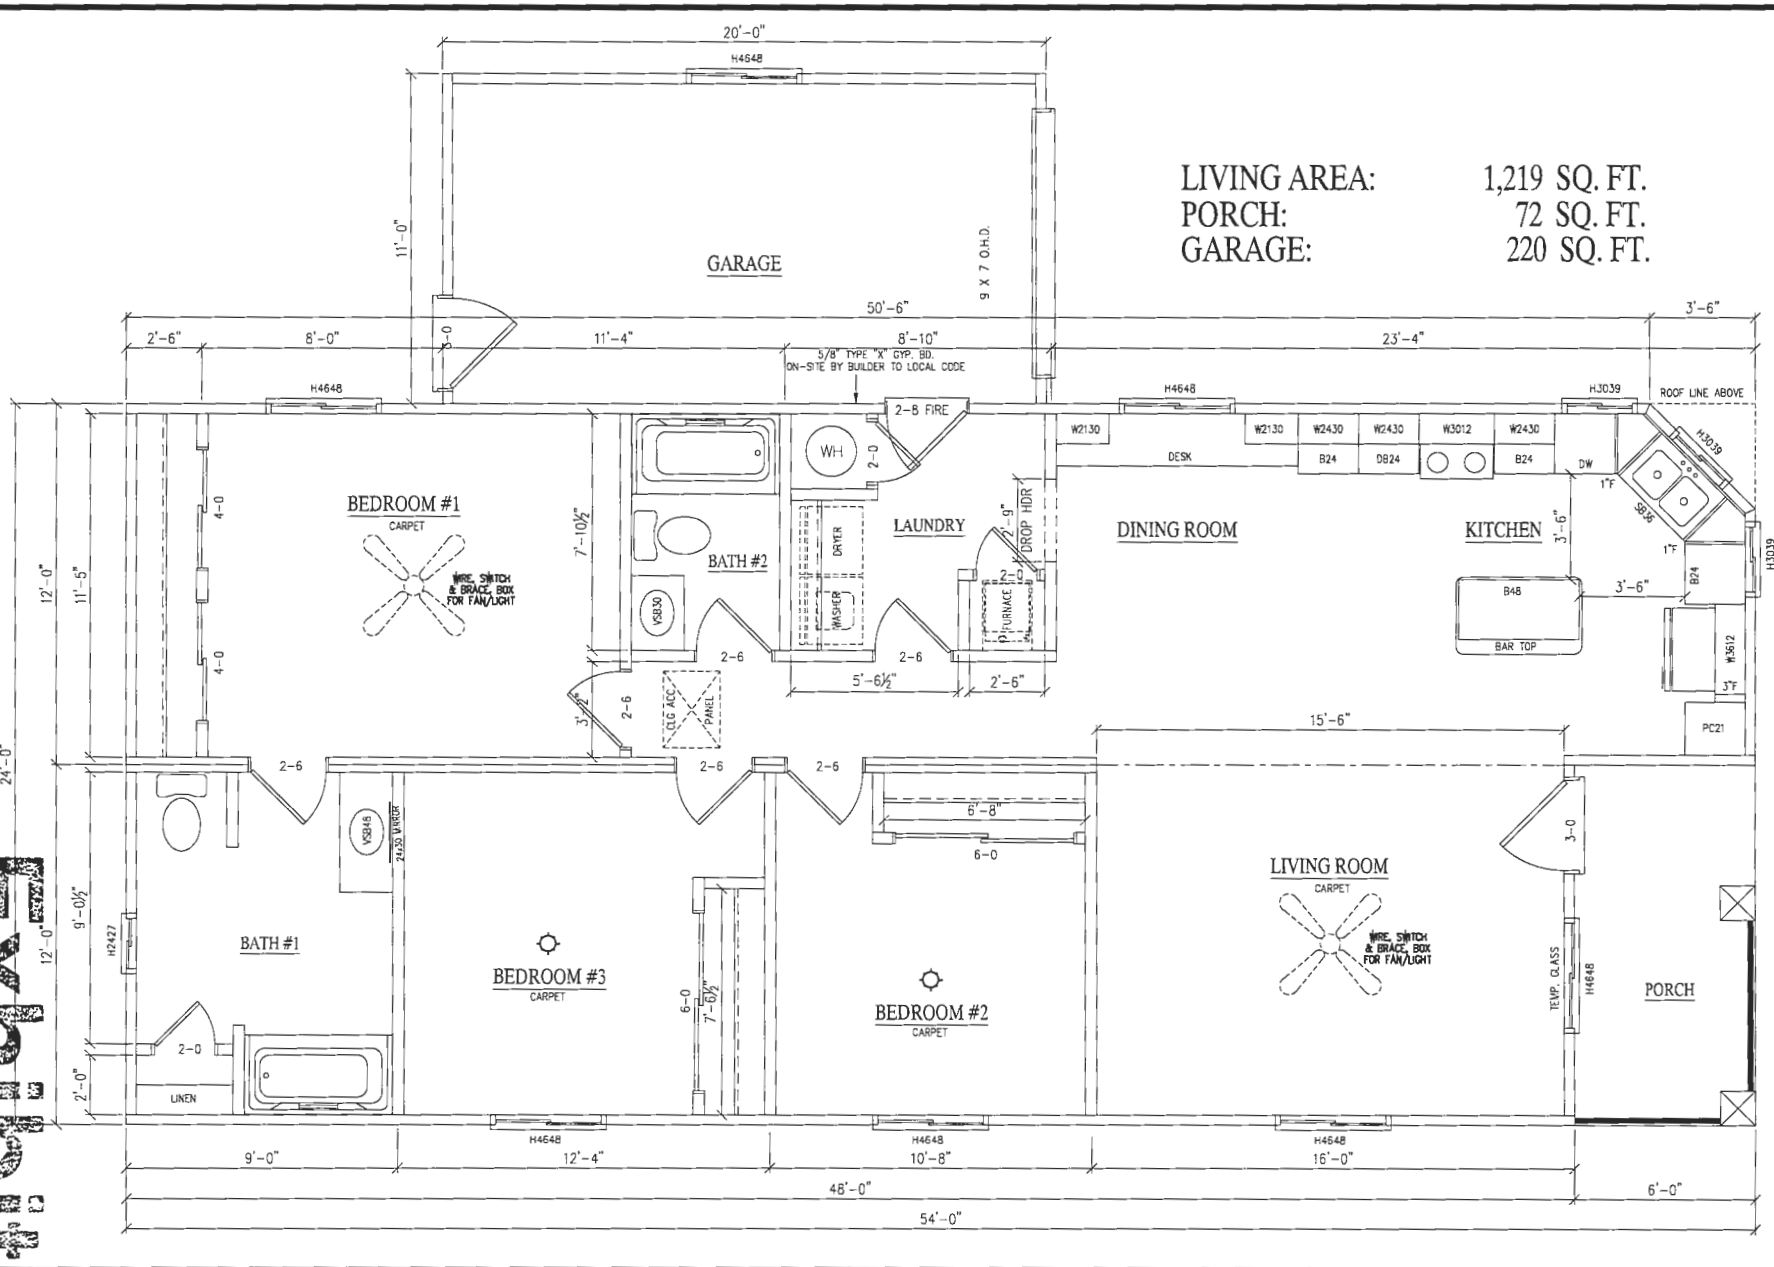 20'-0"
H4648
11'-0"
GARAGE
9 X 7 O.H.D.
LIVING AREA: 1,219 SQ. FT.
PORCH: 72 SQ. FT.
GARAGE: 220 SQ. FT.
50'-6"
3'-6"
2'-6"
8'-0"
11'-4"
8'-10"
23'-4"
5/8" TYPE "X" GYP. BD.
ON-SITE BY BUILDER TO LOCAL CODE
H4648
H4648
H3039
ROOF LINE ABOVE
2-8 FIRE
W2130
W2130
W2430
W2430
W3012
W2430
H3039
WH
2-0
DESK
B24
DB24
B24
DW
1"F
SB36
4-0
BEDROOM #1
CARPET
7'-10½"
LAUNDRY
2'-9"
DROP HDR
DINING ROOM
KITCHEN
3'-6"
1"F
H3039
24'-0"
12'-0"
11'-5"
WIRE, SWITCH
& BRACE, BOX
FOR FAN/LIGHT
BATH #2
VSB30
DRYER
WASHER
2-0
FURNACE
B48
BAR TOP
3'-6"
B24
W3612
3"F
PC21
4-0
2-6
2-6
2-6
5'-6½"
2'-6"
CLG ACC
PANEL
15'-6"
2-6
2-6
2-6
VSB48
24x30 MIRROR
6'-8"
6-0
3-0
LIVING ROOM
CARPET
WIRE, SWITCH
& BRACE, BOX
FOR FAN/LIGHT
9'-0½"
12'-0"
H2427
BATH #1
BEDROOM #3
CARPET
6-0
7'-6½"
BEDROOM #2
CARPET
TEMP. GLASS
H4648
PORCH
2-0
2'-0"
LINEN
H4648
H4648
H4648
9'-0"
12'-4"
10'-8"
16'-0"
48'-0"
6'-0"
54'-0"